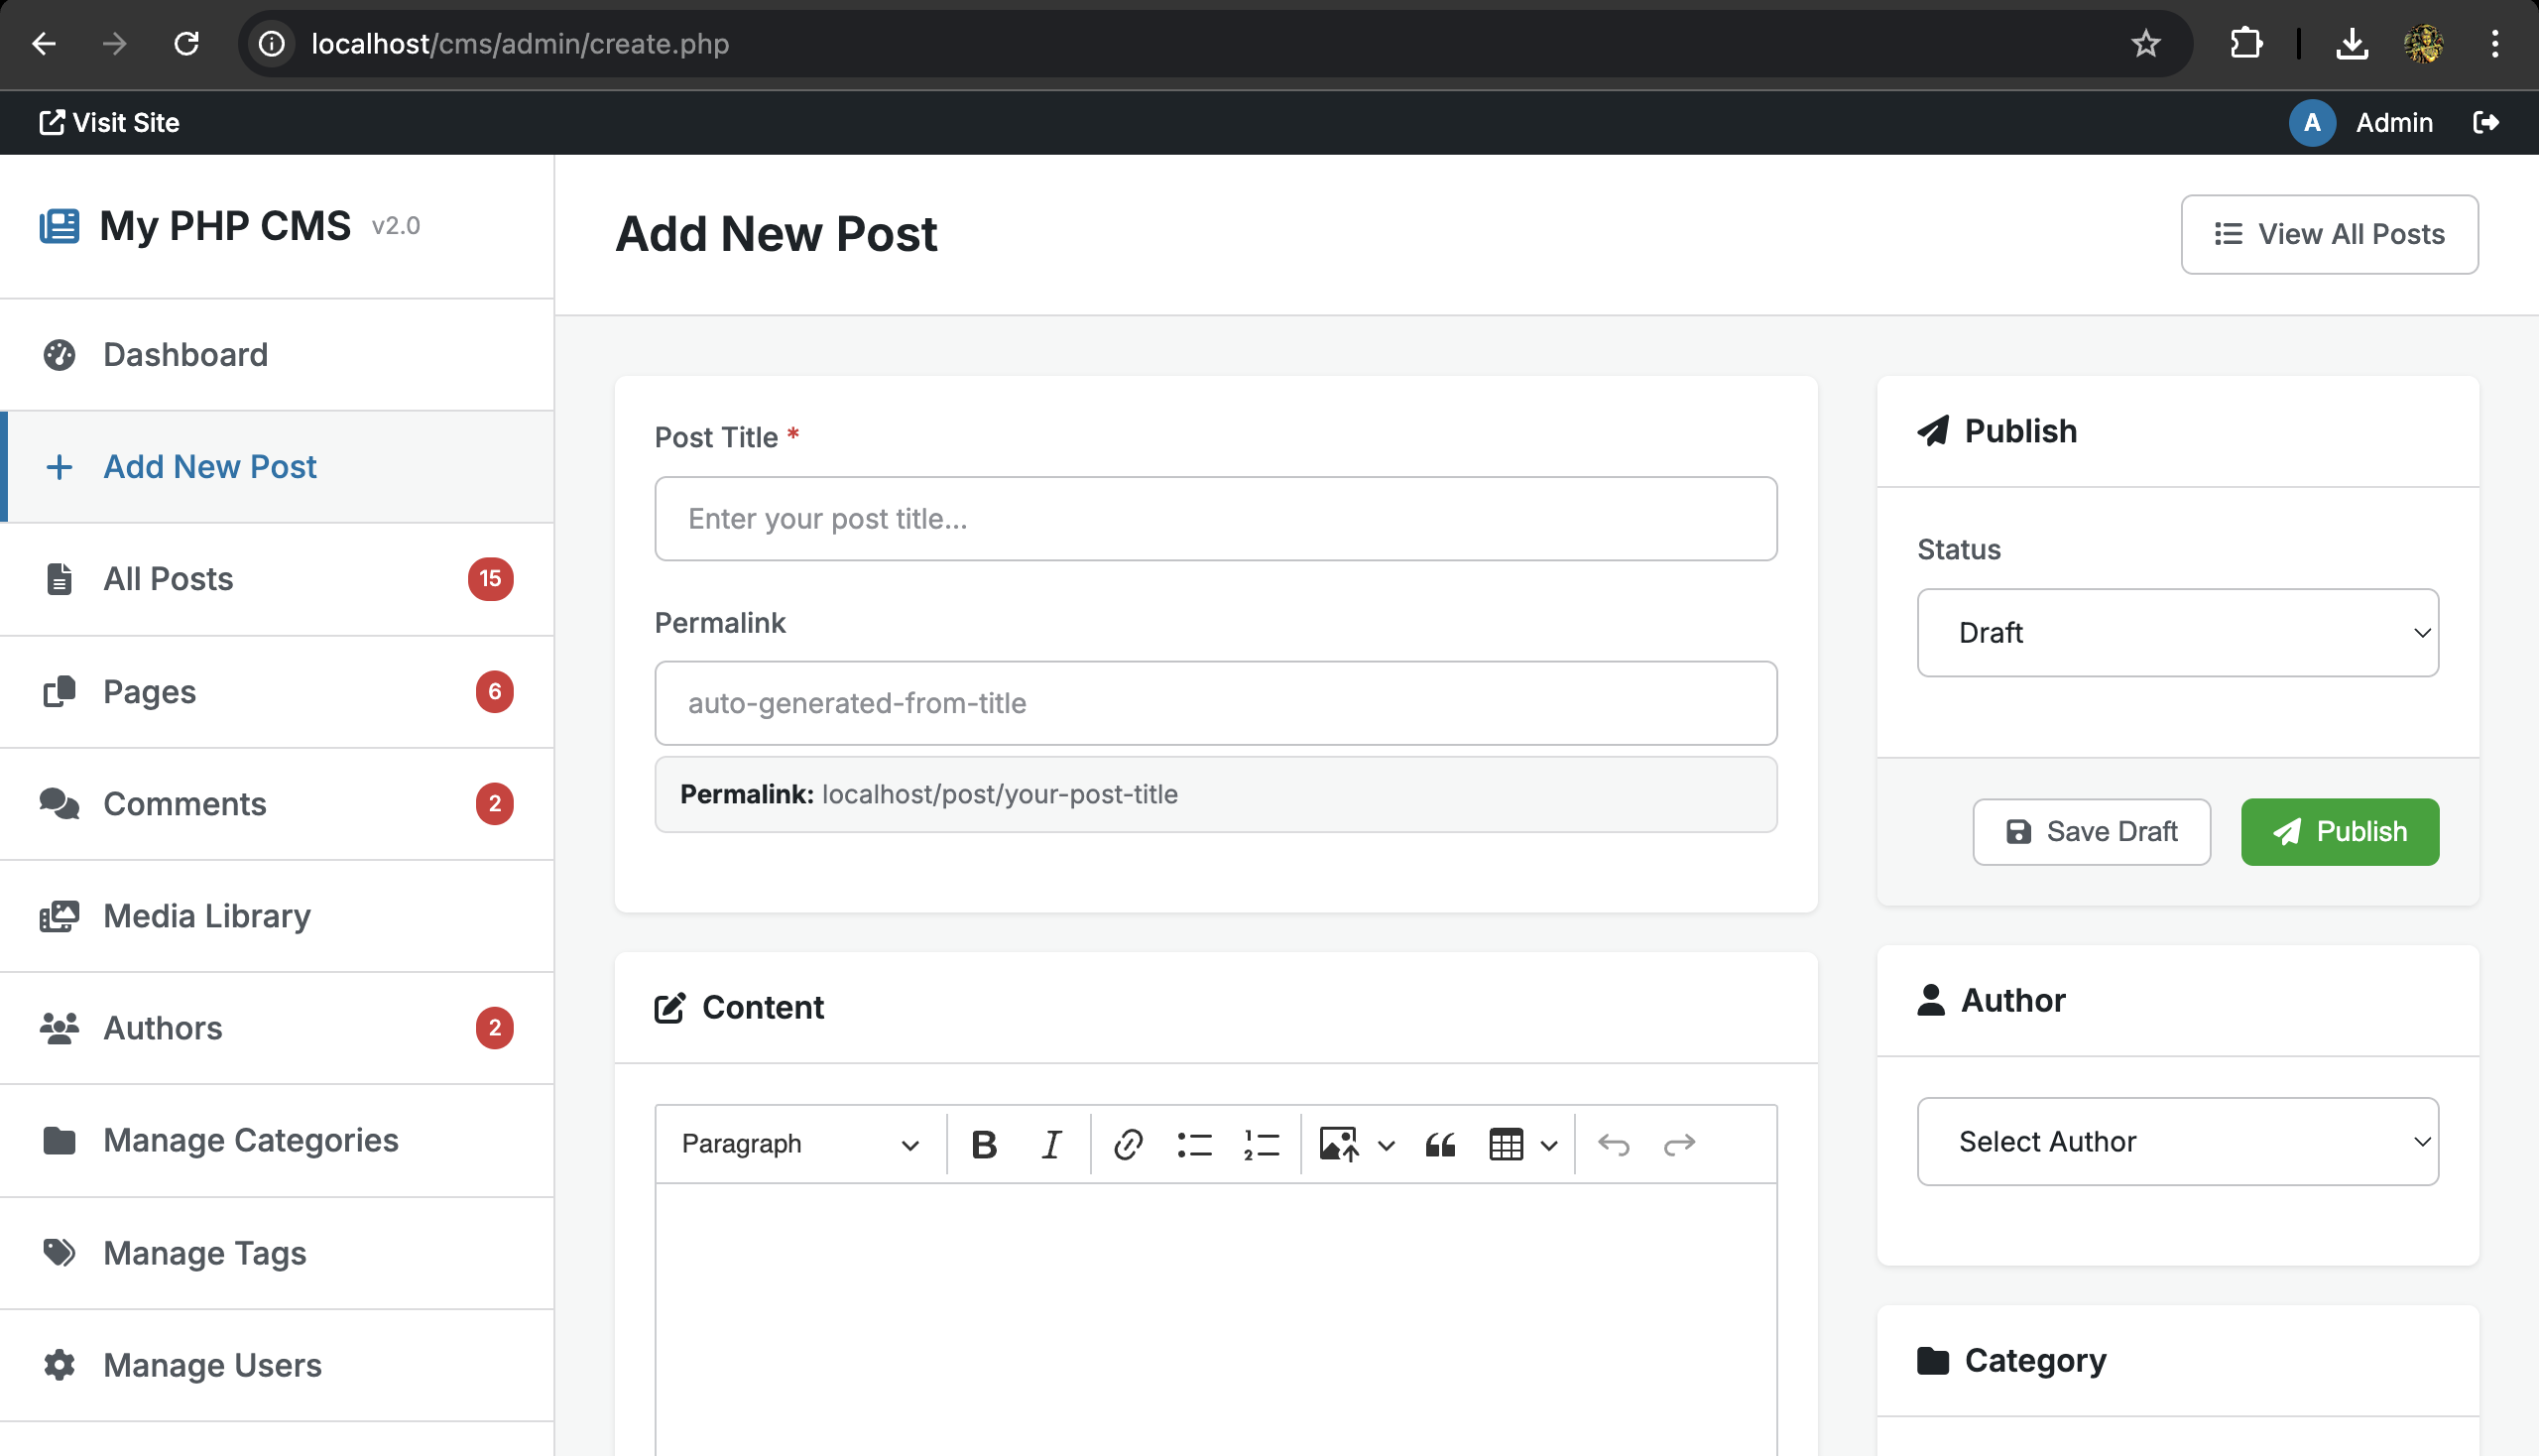 localhost/cms/admin/create.php
Visit Site
A Admin
My PHP CMS v2.0
Dashboard
Add New Post
All Posts 15
Pages 6
Comments 2
Media Library
Authors 2
Manage Categories
Manage Tags
Manage Users
Add New Post
View All Posts
Post Title *
Enter your post title...
Permalink
auto-generated-from-title
Permalink: localhost/post/your-post-title
Content
Paragraph
Publish
Status
Draft
Save Draft
Publish
Author
Select Author
Category